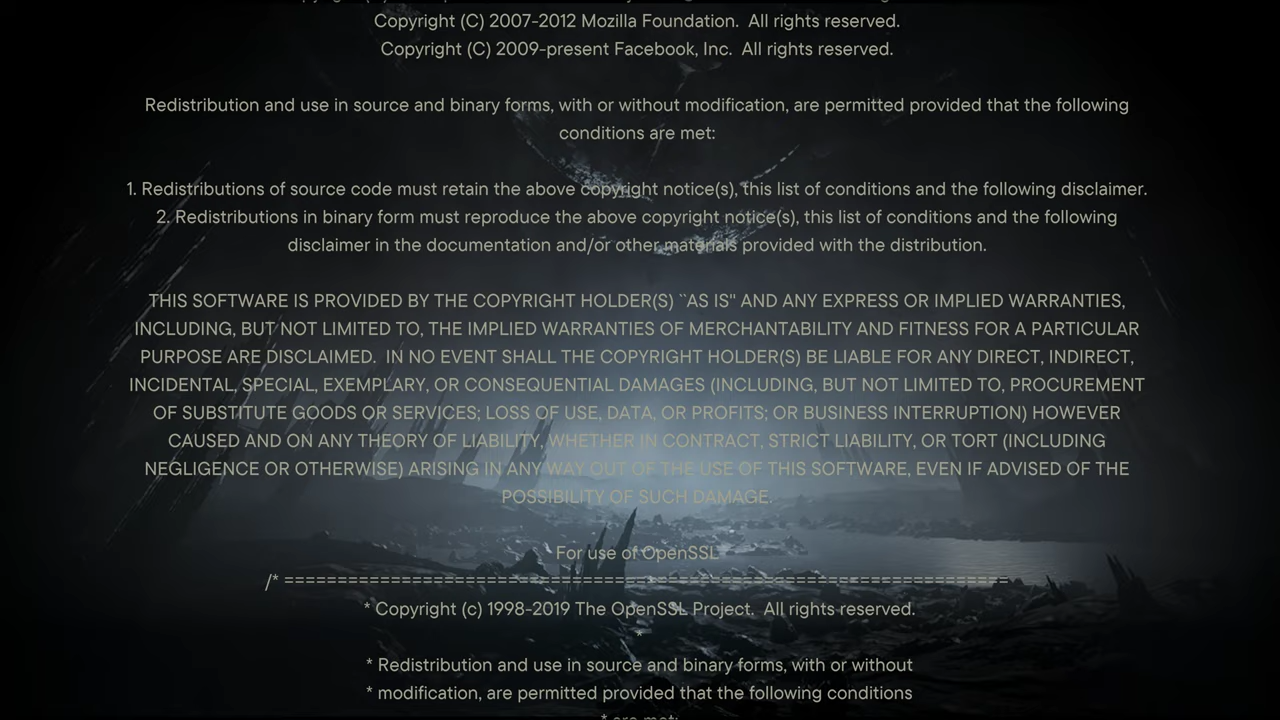 Copyright (C) 2007-2012 Mozilla Foundation.  All rights reserved.
Copyright (C) 2009-present Facebook, Inc.  All rights reserved.
Redistribution and use in source and binary forms, with or without modification, are permitted provided that the following
conditions are met:
1. Redistributions of source code must retain the above copyright notice(s), this list of conditions and the following disclaimer.
2. Redistributions in binary form must reproduce the above copyright notice(s), this list of conditions and the following
disclaimer in the documentation and/or other materials provided with the distribution.
THIS SOFTWARE IS PROVIDED BY THE COPYRIGHT HOLDER(S) ``AS IS" AND ANY EXPRESS OR IMPLIED WARRANTIES,
INCLUDING, BUT NOT LIMITED TO, THE IMPLIED WARRANTIES OF MERCHANTABILITY AND FITNESS FOR A PARTICULAR
PURPOSE ARE DISCLAIMED.  IN NO EVENT SHALL THE COPYRIGHT HOLDER(S) BE LIABLE FOR ANY DIRECT, INDIRECT,
INCIDENTAL, SPECIAL, EXEMPLARY, OR CONSEQUENTIAL DAMAGES (INCLUDING, BUT NOT LIMITED TO, PROCUREMENT
OF SUBSTITUTE GOODS OR SERVICES; LOSS OF USE, DATA, OR PROFITS; OR BUSINESS INTERRUPTION) HOWEVER
CAUSED AND ON ANY THEORY OF LIABILITY, WHETHER IN CONTRACT, STRICT LIABILITY, OR TORT (INCLUDING
NEGLIGENCE OR OTHERWISE) ARISING IN ANY WAY OUT OF THE USE OF THIS SOFTWARE, EVEN IF ADVISED OF THE
POSSIBILITY OF SUCH DAMAGE.
For use of OpenSSL
/* ====================================================================
* Copyright (c) 1998-2019 The OpenSSL Project.  All rights reserved.
*
* Redistribution and use in source and binary forms, with or without
* modification, are permitted provided that the following conditions
* are met: